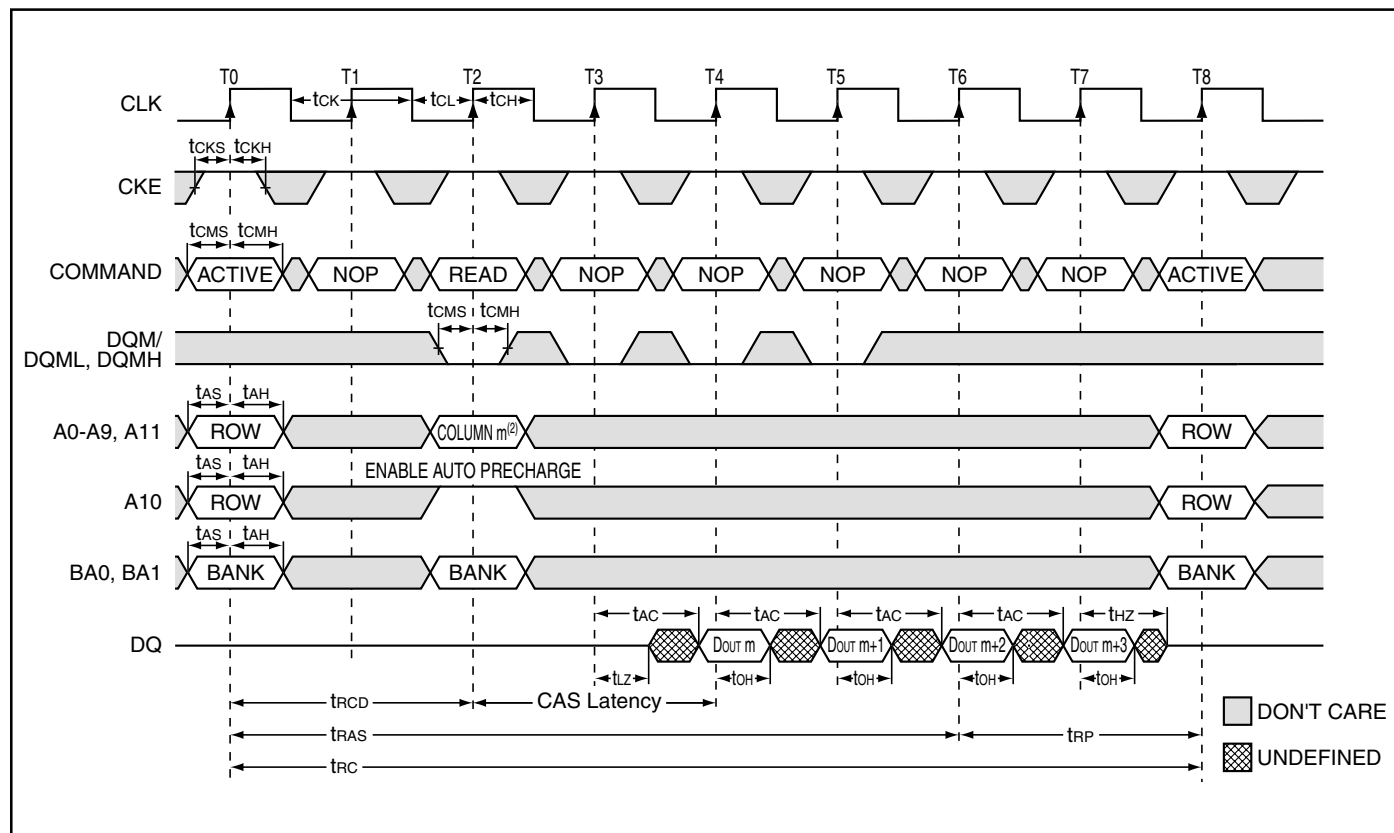 T0 T1 T2 T3 T4 T5 T6 T7 T8
CLK
tCK tCL tCH
tCKS tCKH
CKE
tCMS tCMH
COMMAND ACTIVE NOP READ NOP NOP NOP NOP NOP ACTIVE
tCMS tCMH
DQM/
DQML, DQMH
tAS tAH
A0-A9, A11 ROW COLUMN m(2) ROW
tAS tAH ENABLE AUTO PRECHARGE
A10 ROW ROW
tAS tAH
BA0, BA1 BANK BANK BANK
tAC tAC tAC tAC tHZ
DQ DOUT m DOUT m+1 DOUT m+2 DOUT m+3
tLZ tOH tOH tOH tOH
tRCD CAS Latency
DON'T CARE
tRAS tRP
UNDEFINED
tRC